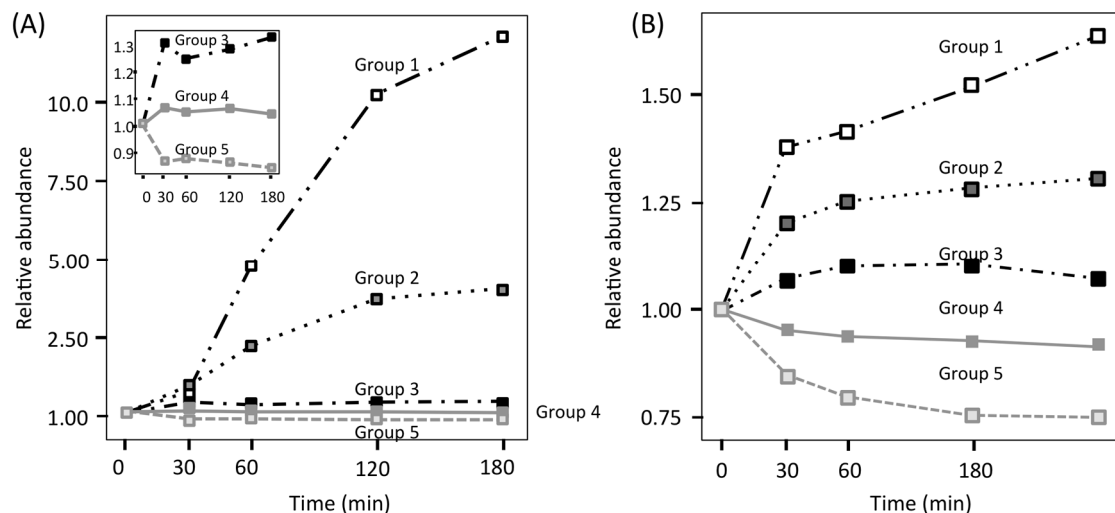 (A)
Relative abundance
10.0
7.50
5.00
2.50
1.00
1.3
1.2
1.1
1.0
0.9
Group 3
Group 4
Group 5
0 30 60 120 180
Group 1
Group 2
Group 3
Group 4
Group 5
0 30 60 120 180
Time (min)
(B)
Relative abundance
1.50
1.25
1.00
0.75
Group 1
Group 2
Group 3
Group 4
Group 5
0 30 60 180
Time (min)